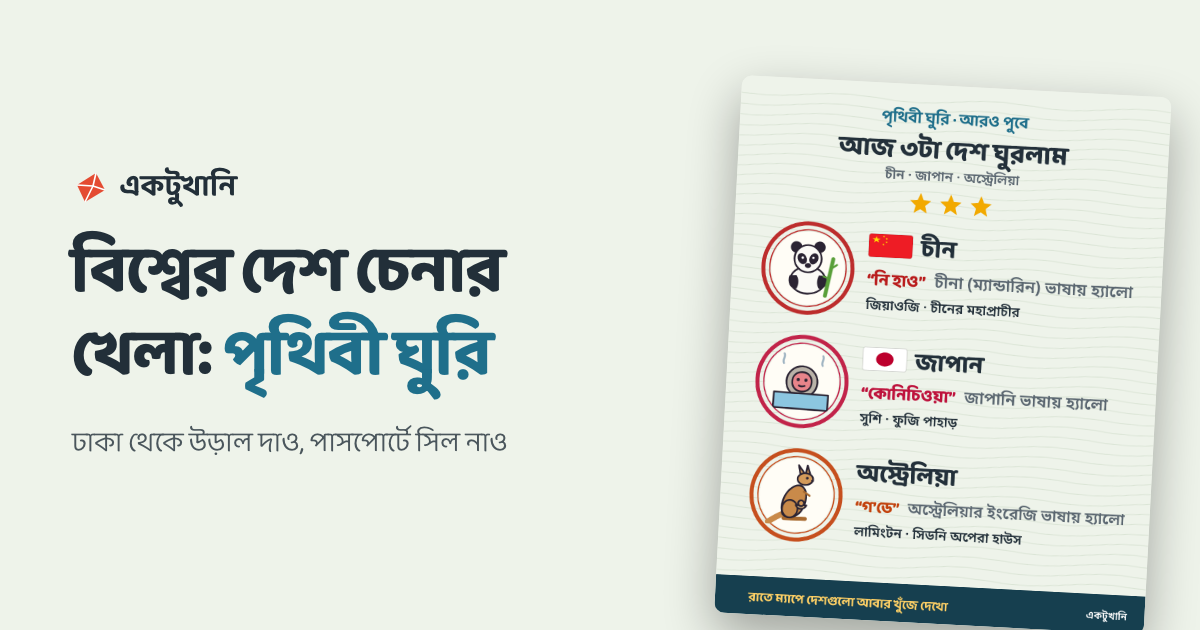 একটুখানি
বিশ্বের দেশ চেনার
খেলা: পৃথিবী ঘুরি
ঢাকা থেকে উড়াল দাও, পাসপোর্টে সিল নাও
পৃথিবী ঘুরি · আরও পুবে
আজ ৩টা দেশ ঘুরলাম
চীন · জাপান · অস্ট্রেলিয়া
চীন
“নি হাও” চীনা (ম্যান্ডারিন) ভাষায় হ্যালো
জিয়াওজি · চীনের মহাপ্রাচীর
জাপান
“কোনিচিওয়া” জাপানি ভাষায় হ্যালো
সুশি · ফুজি পাহাড়
অস্ট্রেলিয়া
“গ'ডে” অস্ট্রেলিয়ার ইংরেজি ভাষায় হ্যালো
লামিংটন · সিডনি অপেরা হাউস
রাতে ম্যাপে দেশগুলো আবার খুঁজে দেখো
একটুখানি